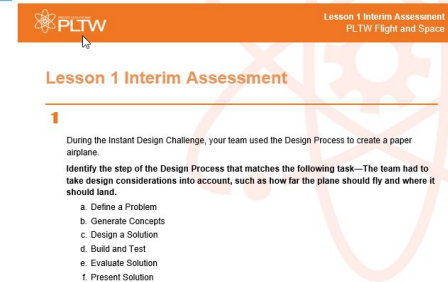 PLTW
Lesson 1 Interim Assessment
PLTW Flight and Space
Lesson 1 Interim Assessment
1
During the Instant Design Challenge, your team used the Design Process to create a paper
airplane.
Identify the step of the Design Process that matches the following task—The team had to
take design considerations into account, such as how far the plane should fly and where it
should land.
a. Define a Problem
b. Generate Concepts
c. Design a Solution
d. Build and Test
e. Evaluate Solution
f. Present Solution